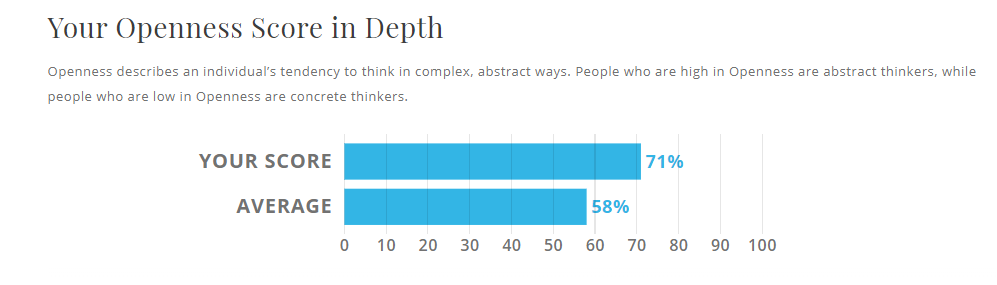 Your Openness Score in Depth
Openness describes an individual’s tendency to think in complex, abstract ways. People who are high in Openness are abstract thinkers, while
people who are low in Openness are concrete thinkers.
YOUR SCORE 71%
AVERAGE 58%
0 10 20 30 40 50 60 70 80 90 100